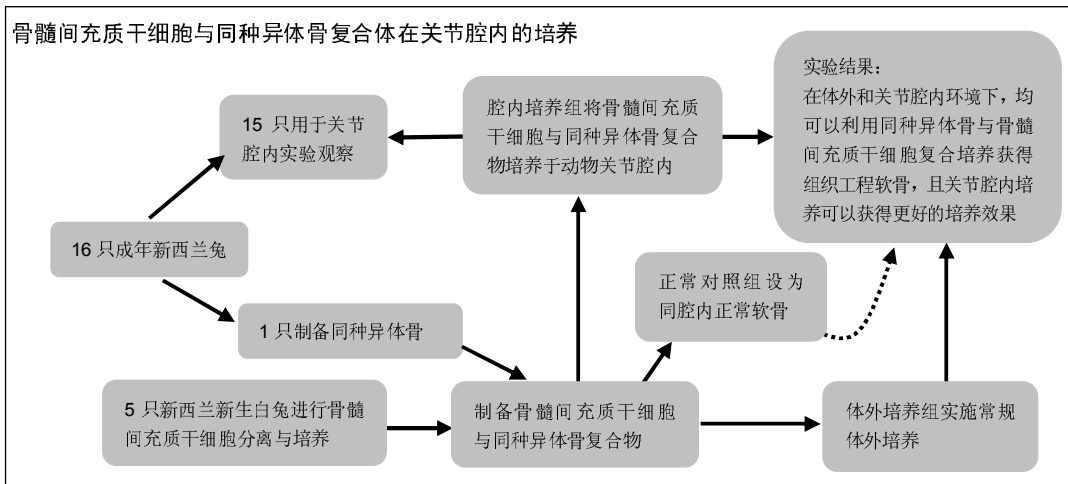 骨髓间充质干细胞与同种异体骨复合体在关节腔内的培养
15 只用于关节
腔内实验观察
腔内培养组将骨髓间充质
干细胞与同种异体骨复合
物培养于动物关节腔内
实验结果：
在体外和关节腔内环境下，均
可以利用同种异体骨与骨髓
间充质干细胞复合培养获得
组织工程软骨，且关节腔内培
养可以获得更好的培养效果
16 只成年新西兰兔
正常对照组设为
同腔内正常软骨
1 只制备同种异体骨
5 只新西兰新生白兔进行骨髓
间充质干细胞分离与培养
制备骨髓间充质干细胞
与同种异体骨复合物
体外培养组实施常规
体外培养